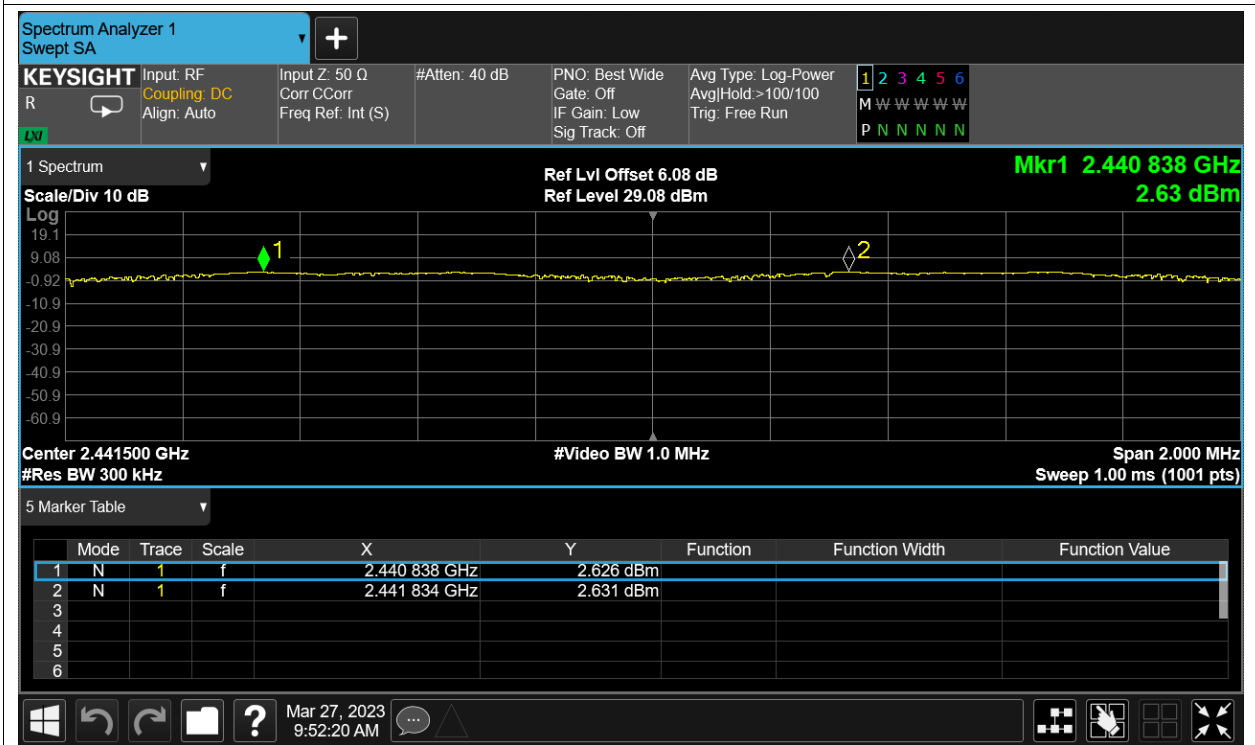 Spectrum Analyzer 1
Swept SA
KEYSIGHT Input: RF Input Z: 50 Ω #Atten: 40 dB PNO: Best Wide Avg Type: Log-Power 1 2 3 4 5 6
R Coupling: DC Corr CCorr Gate: Off Avg|Hold:>100/100 M W W W W W
Align: Auto Freq Ref: Int (S) IF Gain: Low Trig: Free Run
LXI Sig Track: Off P N N N N N
1 Spectrum Ref Lvl Offset 6.08 dB Mkr1 2.440 838 GHz
Scale/Div 10 dB Ref Level 29.08 dBm 2.63 dBm
Log
19.1
9.08 1 2
-0.92
-10.9
-20.9
-30.9
-40.9
-50.9
-60.9
Center 2.441500 GHz #Video BW 1.0 MHz Span 2.000 MHz
#Res BW 300 kHz Sweep 1.00 ms (1001 pts)
5 Marker Table
Mode Trace Scale X Y Function Function Width Function Value
1 N 1 f 2.440 838 GHz 2.626 dBm
2 N 1 f 2.441 834 GHz 2.631 dBm
3
4
5
6
? Mar 27, 2023
9:52:20 AM